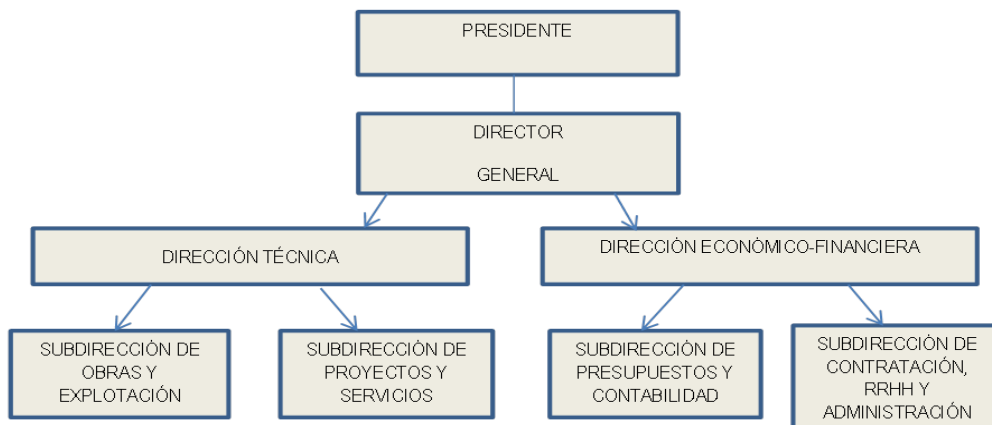 PRESIDENTE
DIRECTOR
GENERAL
DIRECCIÓN TÉCNICA
DIRECCIÓN ECONÓMICO-FINANCIERA
SUBDIRECCIÓN DE
OBRAS Y
EXPLOTACIÓN
SUBDIRECCIÓN DE
PROYECTOS Y
SERVICIOS
SUBDIRECCIÓN DE
PRESUPUESTOS Y
CONTABILIDAD
SUBDIRECCIÓN DE
CONTRATACIÓN,
RRHH Y
ADMINISTRACIÓN